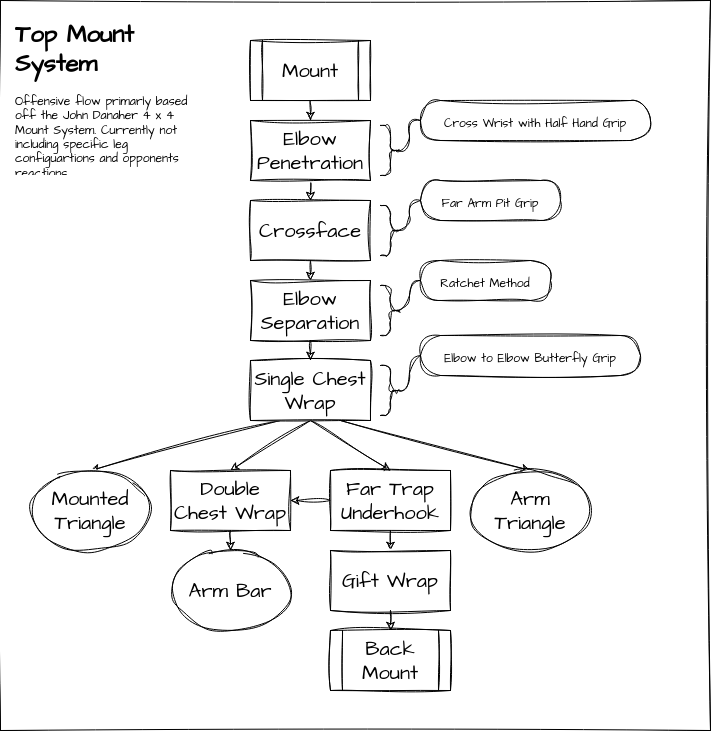 Top Mount
System
Offensive flow primarly based
off the John Danaher 4 x 4
Mount System. Currently not
including specific leg
configuartions and opponents
reactions
Mount
Elbow
Penetration
Cross Wrist with Half Hand Grip
Crossface
Far Arm Pit Grip
Elbow
Separation
Ratchet Method
Single Chest
Wrap
Elbow to Elbow Butterfly Grip
Mounted
Triangle
Double
Chest Wrap
Far Trap
Underhook
Arm
Triangle
Arm Bar
Gift Wrap
Back
Mount